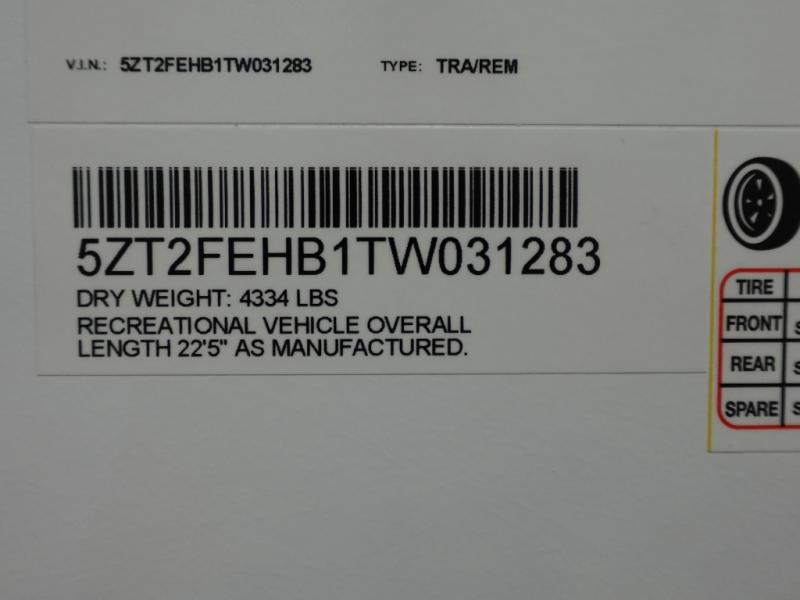 V.I.N.: 5ZT2FEHB1TW031283 TYPE: TRA/REM
5ZT2FEHB1TW031283
DRY WEIGHT: 4334 LBS
RECREATIONAL VEHICLE OVERALL
LENGTH 22'5" AS MANUFACTURED.
TIRE
FRONT
REAR
SPARE